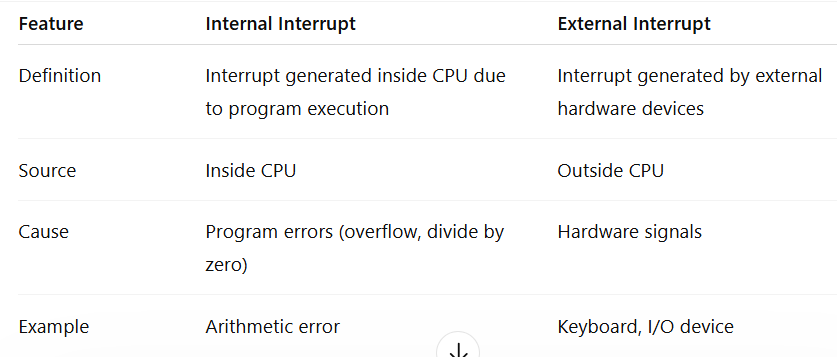 Feature Internal Interrupt External Interrupt
Definition Interrupt generated inside CPU due Interrupt generated by external
to program execution hardware devices
Source Inside CPU Outside CPU
Cause Program errors (overflow, divide by Hardware signals
zero)
Example Arithmetic error Keyboard, I/O device